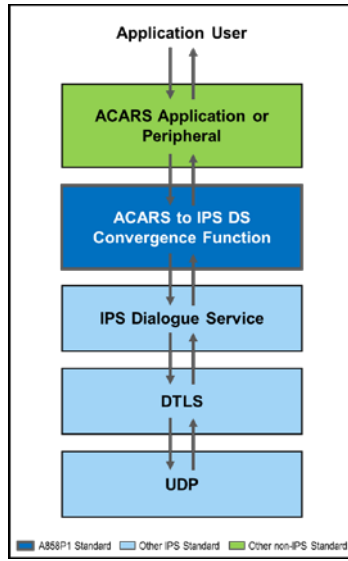 Application User
ACARS Application or
Peripheral
ACARS to IPS DS
Convergence Function
IPS Dialogue Service
DTLS
UDP
A858P1 Standard Other IPS Standard Other non-IPS Standard